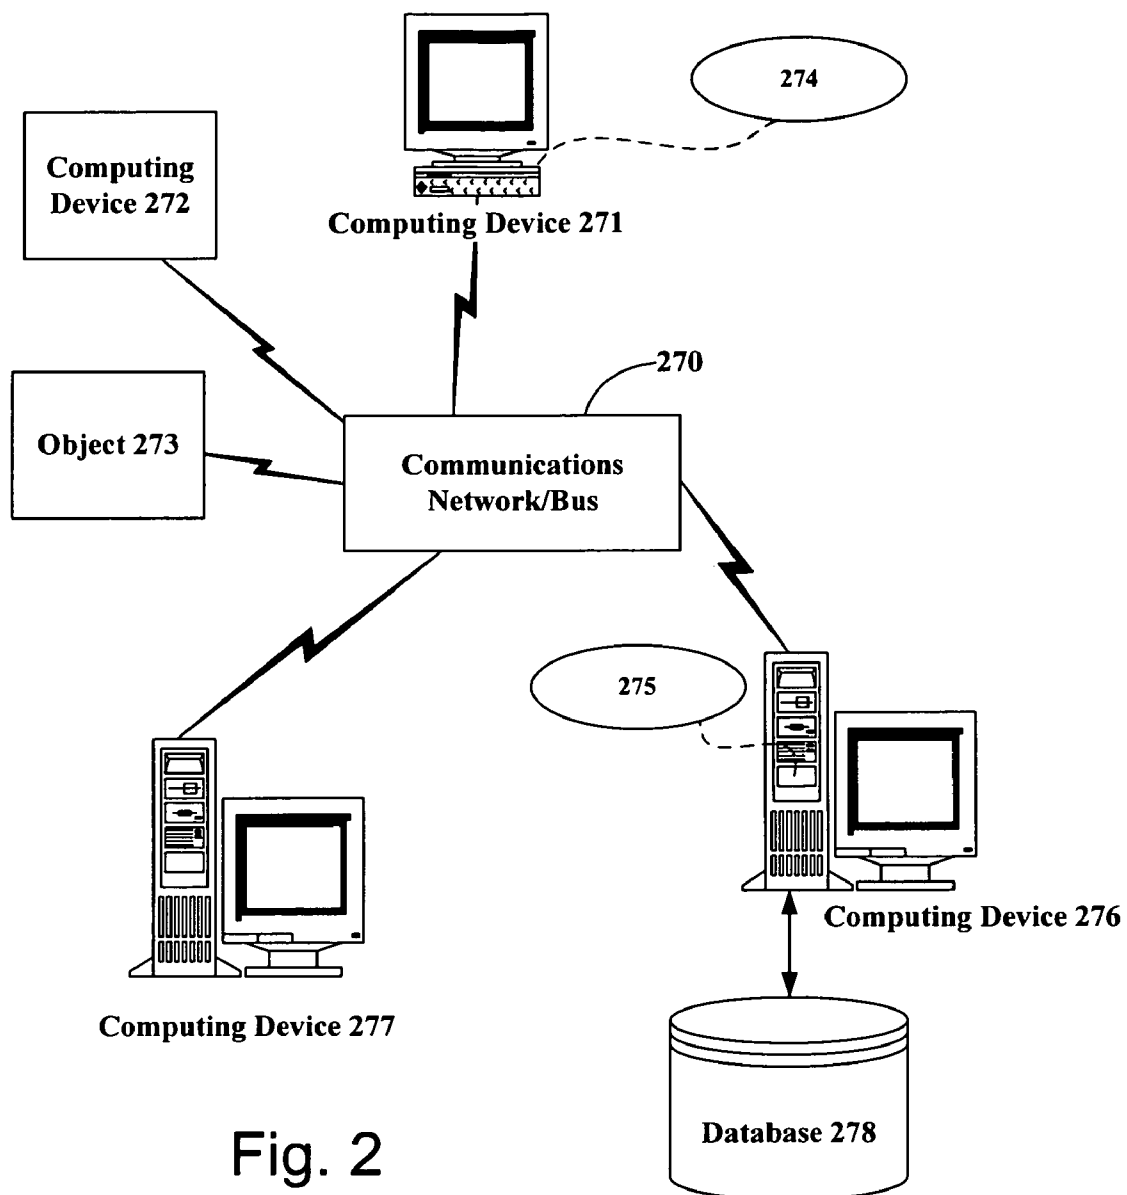 274
Computing
Device 272
Computing Device 271
270
Object 273
Communications
Network/Bus
275
Computing Device 276
Computing Device 277
Database 278
Fig. 2